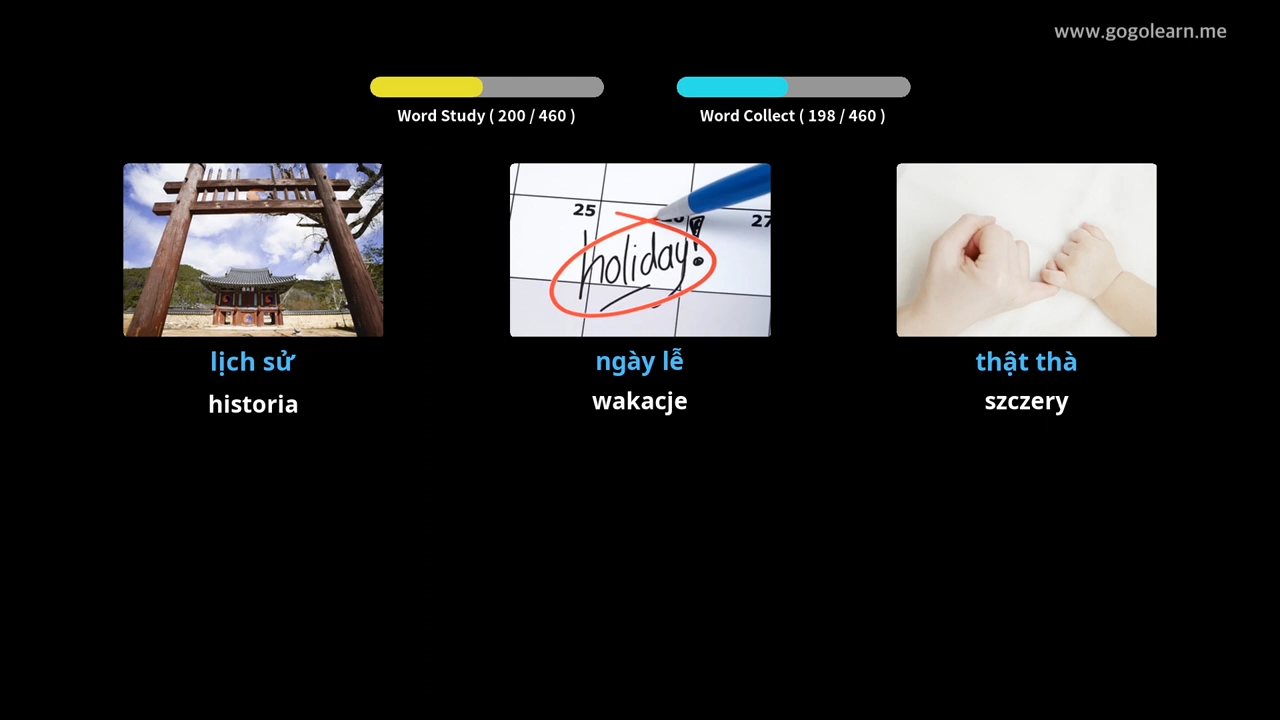 www.gogolearn.me
Word Study ( 200 / 460 )
Word Collect ( 198 / 460 )
25
27
holiday!
lịch sử
ngày lễ
thật thà
historia
wakacje
szczery